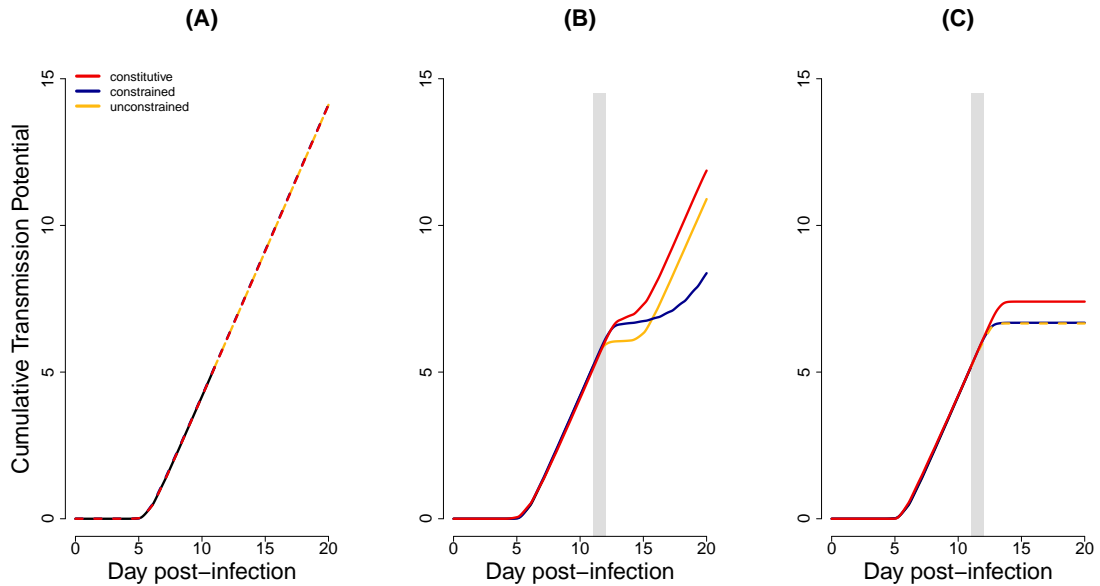 (A)
(B)
(C)
constitutive
constrained
unconstrained
Cumulative Transmission Potential
15
10
5
0
0 5 10 15 20
Day post−infection
15
10
5
0
0 5 10 15 20
Day post−infection
15
10
5
0
0 5 10 15 20
Day post−infection